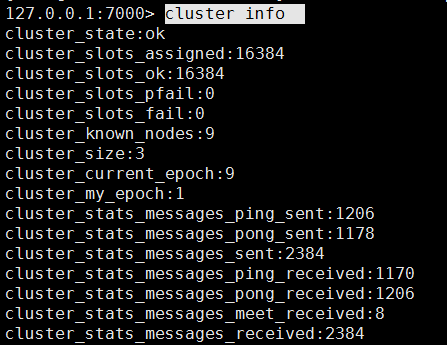 127.0.0.1:7000> cluster info
cluster_state:ok
cluster_slots_assigned:16384
cluster_slots_ok:16384
cluster_slots_pfail:0
cluster_slots_fail:0
cluster_known_nodes:9
cluster_size:3
cluster_current_epoch:9
cluster_my_epoch:1
cluster_stats_messages_ping_sent:1206
cluster_stats_messages_pong_sent:1178
cluster_stats_messages_sent:2384
cluster_stats_messages_ping_received:1170
cluster_stats_messages_pong_received:1206
cluster_stats_messages_meet_received:8
cluster_stats_messages_received:2384